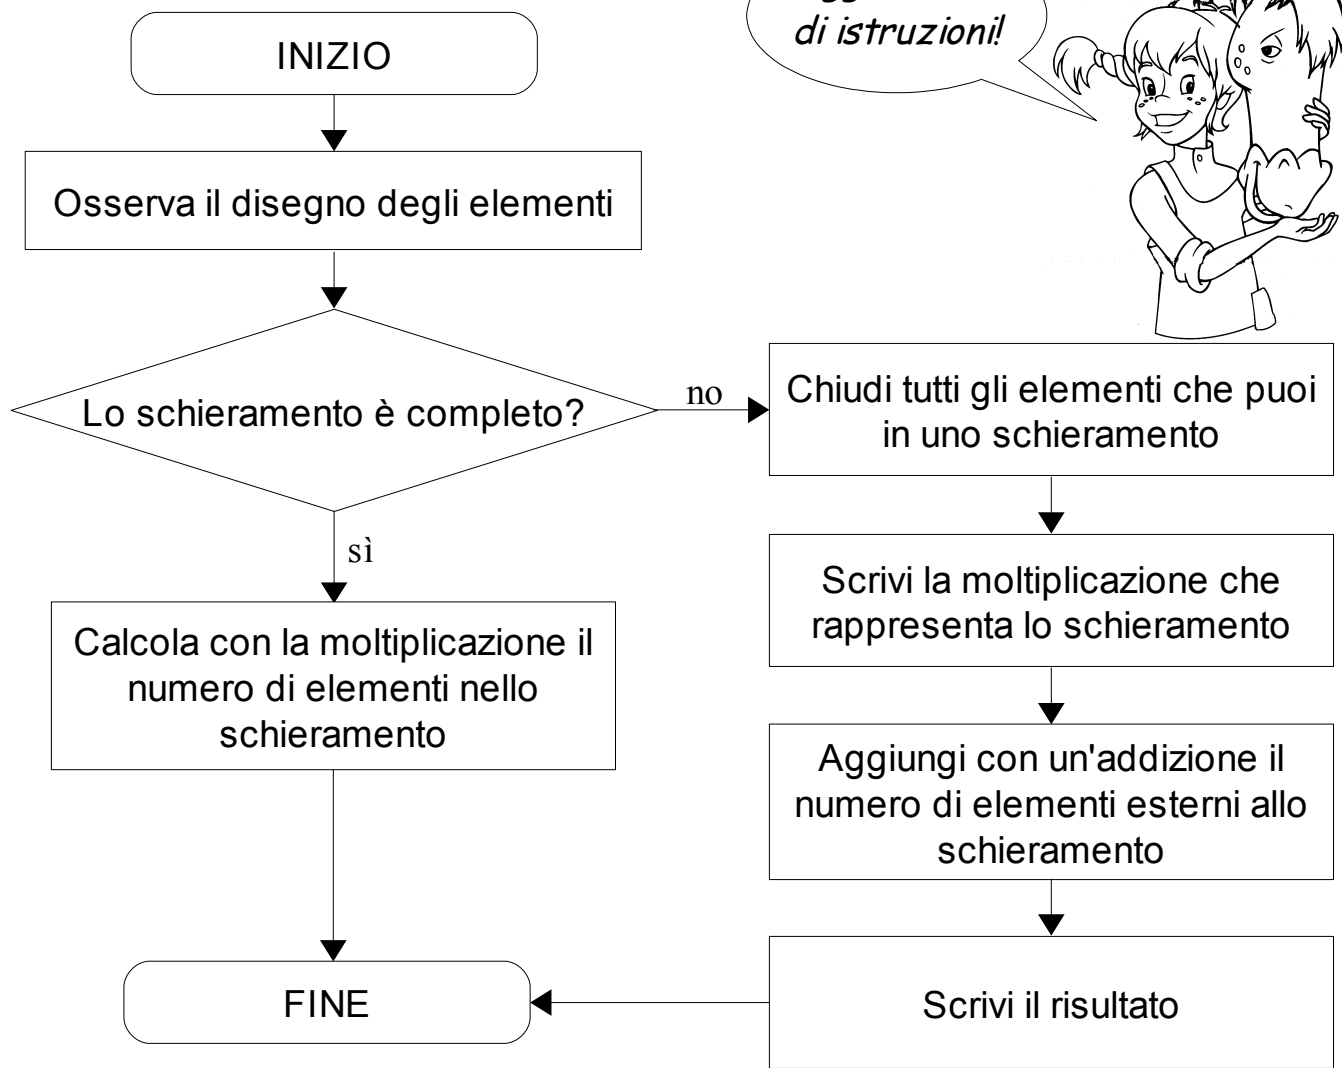 di istruzioni!
INIZIO
Osserva il disegno degli elementi
Lo schieramento è completo?
no
Chiudi tutti gli elementi che puoi
in uno schieramento
sì
Scrivi la moltiplicazione che
rappresenta lo schieramento
Calcola con la moltiplicazione il
numero di elementi nello
schieramento
Aggiungi con un'addizione il
numero di elementi esterni allo
schieramento
Scrivi il risultato
FINE